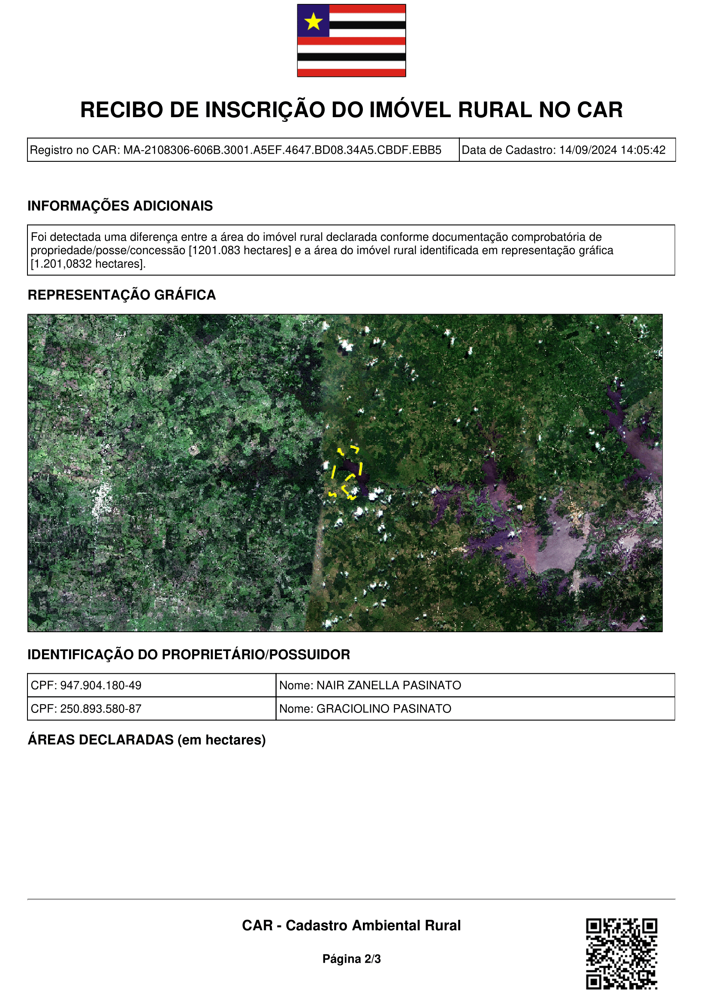 RECIBO DE INSCRIÇÃO DO IMÓVEL RURAL NO CAR
Registro no CAR: MA-2108306-606B.3001.A5EF.4647.BD08.34A5.CBDF.EBB5 Data de Cadastro: 14/09/2024 14:05:42
INFORMAÇÕES ADICIONAIS
Foi detectada uma diferença entre a área do imóvel rural declarada conforme documentação comprobatória de
propriedade/posse/concessão [1201.083 hectares] e a área do imóvel rural identificada em representação gráfica
[1.201,0832 hectares].
REPRESENTAÇÃO GRÁFICA
IDENTIFICAÇÃO DO PROPRIETÁRIO/POSSUIDOR
CPF: 947.904.180-49 Nome: NAIR ZANELLA PASINATO
CPF: 250.893.580-87 Nome: GRACIOLINO PASINATO
ÁREAS DECLARADAS (em hectares)
CAR - Cadastro Ambiental Rural
Página 2/3